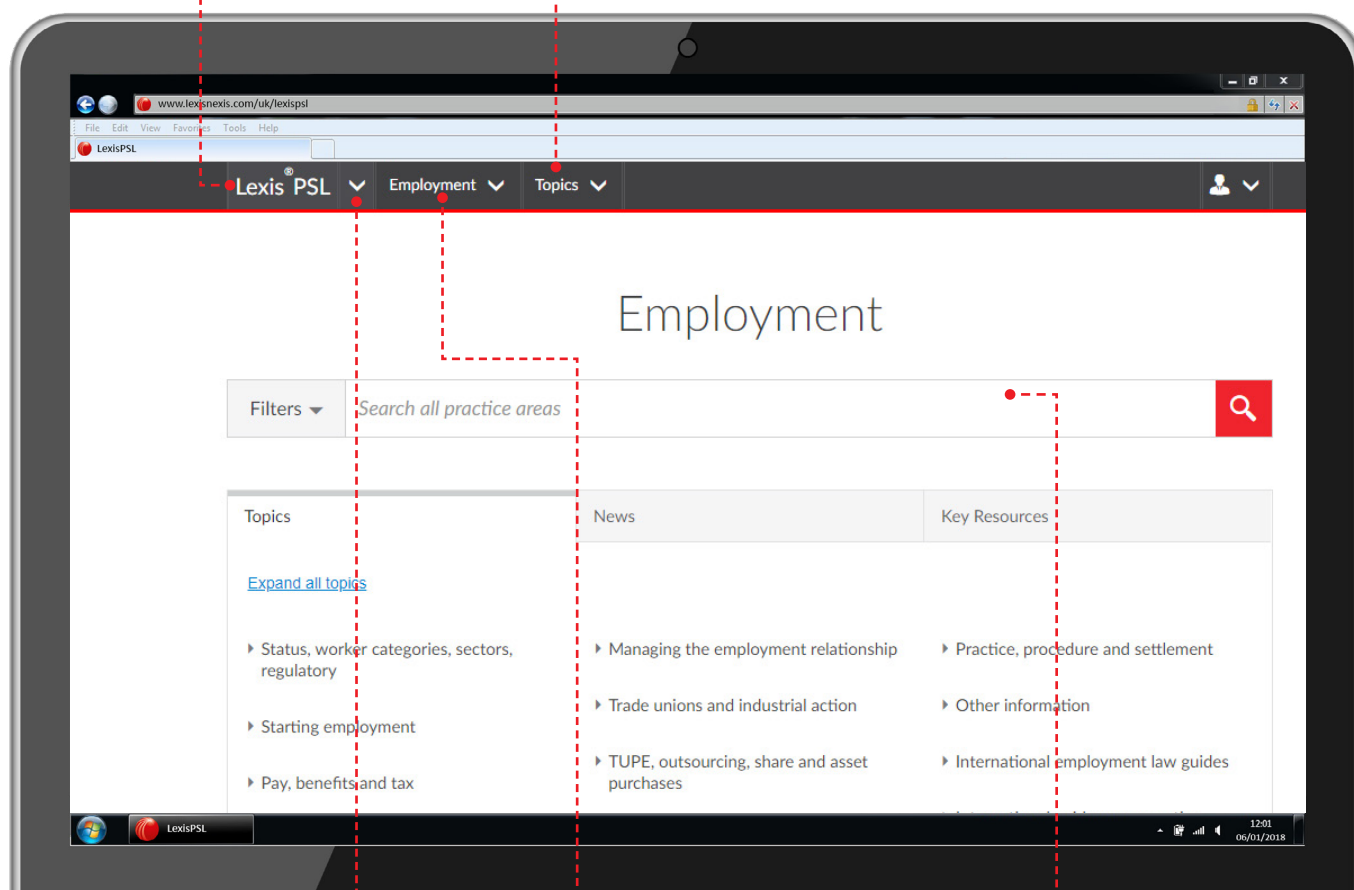 www.lexisnexis.com/uk/lexispsl
File Edit View Favorites Tools Help
LexisPSL
Lexis®PSL Employment Topics
Employment
Filters Search all practice areas
Topics News Key Resources
Expand all topics
Status, worker categories, sectors,
regulatory
Starting employment
Pay, benefits and tax
Managing the employment relationship
Trade unions and industrial action
TUPE, outsourcing, share and asset
purchases
Practice, procedure and settlement
Other information
International employment law guides
LexisPSL
12:01
06/01/2018